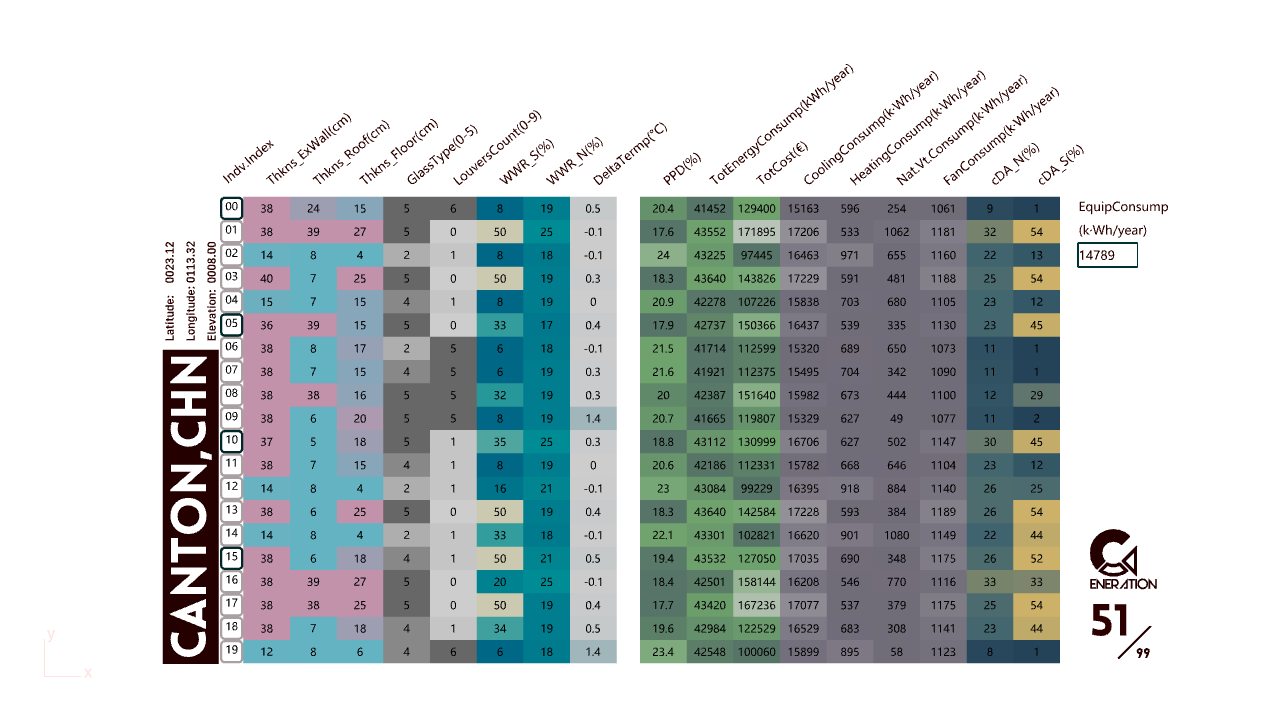 Indv.Index Thkns_ExWall(cm) Thkns_Roof(cm) Thkns_Floor(cm) GlassType(0-5) LouversCount(0-9) WWR_S(%) WWR_N(%) DeltaTermp(°C) PPD(%) TotEnergyConsump(kWh/year) TotCost(€) CoolingConsump(k·Wh/year) HeatingConsump(k·Wh/year) Nat.Vt.Consump(k·Wh/year) FanConsump(k·Wh/year) cDA_N(%) cDA_S(%)
00 38 24 15 5 6 8 19 0.5 20.4 41452 129400 15163 596 254 1061 9 1
01 38 39 27 5 0 50 25 -0.1 17.6 43552 171895 17206 533 1062 1181 32 54
02 14 8 4 2 1 8 18 -0.1 24 43225 97445 16463 971 655 1160 22 13
03 40 7 25 5 0 50 19 0.3 18.3 43640 143826 17229 591 481 1188 25 54
04 15 7 15 4 1 8 19 0 20.9 42278 107226 15838 703 680 1105 23 12
05 36 39 15 5 0 33 17 0.4 17.9 42737 150366 16437 539 335 1130 23 45
06 38 8 17 2 5 6 18 -0.1 21.5 41714 112599 15320 689 650 1073 11 1
07 38 7 15 4 5 6 19 0.3 21.6 41921 112375 15495 704 342 1090 11 1
08 38 38 16 5 5 32 19 0.3 20 42387 151640 15982 673 444 1100 12 29
09 38 6 20 5 5 8 19 1.4 20.7 41665 119807 15329 627 49 1077 11 2
10 37 5 18 5 1 35 25 0.3 18.8 43112 130999 16706 627 502 1147 30 45
11 38 7 15 4 1 8 19 0 20.6 42186 112331 15782 668 646 1104 23 12
12 14 8 4 2 1 16 21 -0.1 23 43084 99229 16395 918 884 1140 26 25
13 38 6 25 5 0 50 19 0.4 18.3 43640 142584 17228 593 384 1189 26 54
14 14 8 4 2 1 33 18 -0.1 22.1 43301 102821 16620 901 1080 1149 22 44
15 38 6 18 4 1 50 21 0.5 19.4 43532 127050 17035 690 348 1175 26 52
16 38 39 27 5 0 20 25 -0.1 18.4 42501 158144 16208 546 770 1116 33 33
17 38 38 25 5 0 50 19 0.4 17.7 43420 167236 17077 537 379 1175 25 54
18 38 7 18 4 1 34 19 0.5 19.6 42984 122529 16529 683 308 1141 23 44
19 12 8 6 4 6 6 18 1.4 23.4 42548 100060 15899 895 58 1123 8 1
Latitude: 0023.12
Longitude: 0113.32
Elevation: 0008.00
CANTON,CHN
EquipConsump
(k·Wh/year)
14789
GENERATION
51/99
y
x